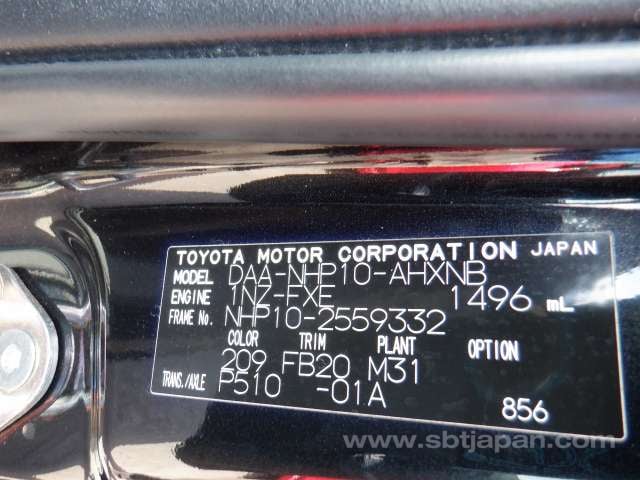 TOYOTA MOTOR CORPORATION JAPAN
MODEL DAA-NHP10-AHXNB
ENGINE 1NZ-FXE 1496 mL
FRAME No. NHP10-2559332
COLOR TRIM PLANT OPTION
209 FB20 M31
TRANS./AXLE P510 -01A
856
www.sbtjapan.com